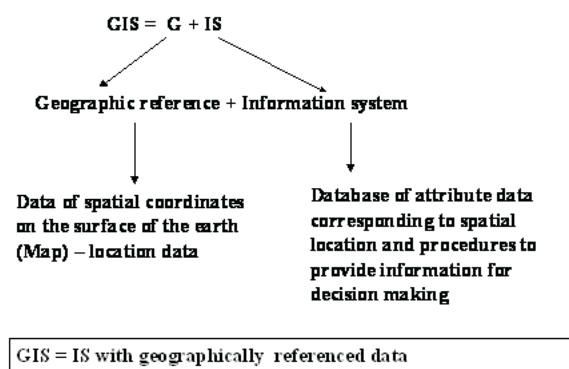 GIS = G + IS
Geographic reference + Information system
Data of spatial coordinates
on the surface of the earth
(Map) – location data
Database of attribute data
corresponding to spatial
location and procedures to
provide information for
decision making
GIS = IS with geographically referenced data